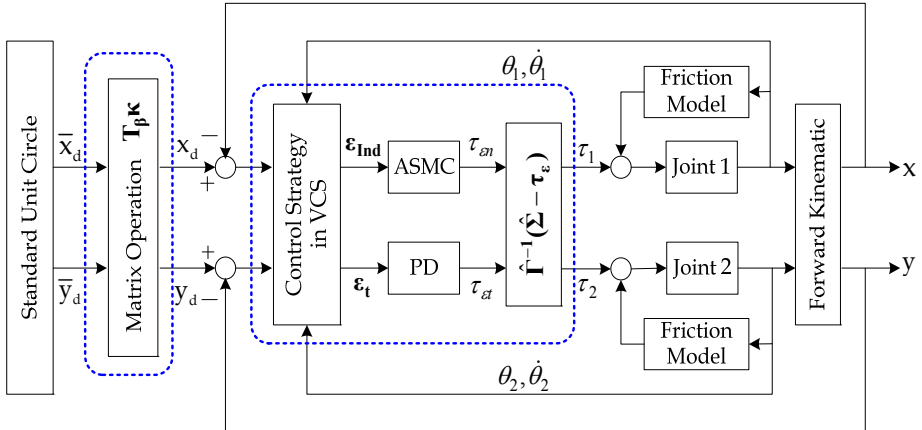 Standard Unit Circle
x̄d
ȳd
Matrix Operation Tβκ
xd
−
+
+
yd
−
Control Strategy
in VCS
θ1, θ̇1
θ2, θ̇2
εInd
εt
ASMC
PD
τεn
τεt
Γ̂⁻¹(Σ̂ − τε)
τ1
τ2
Friction
Model
Joint 1
Joint 2
Friction
Model
Forward Kinematic
x
y